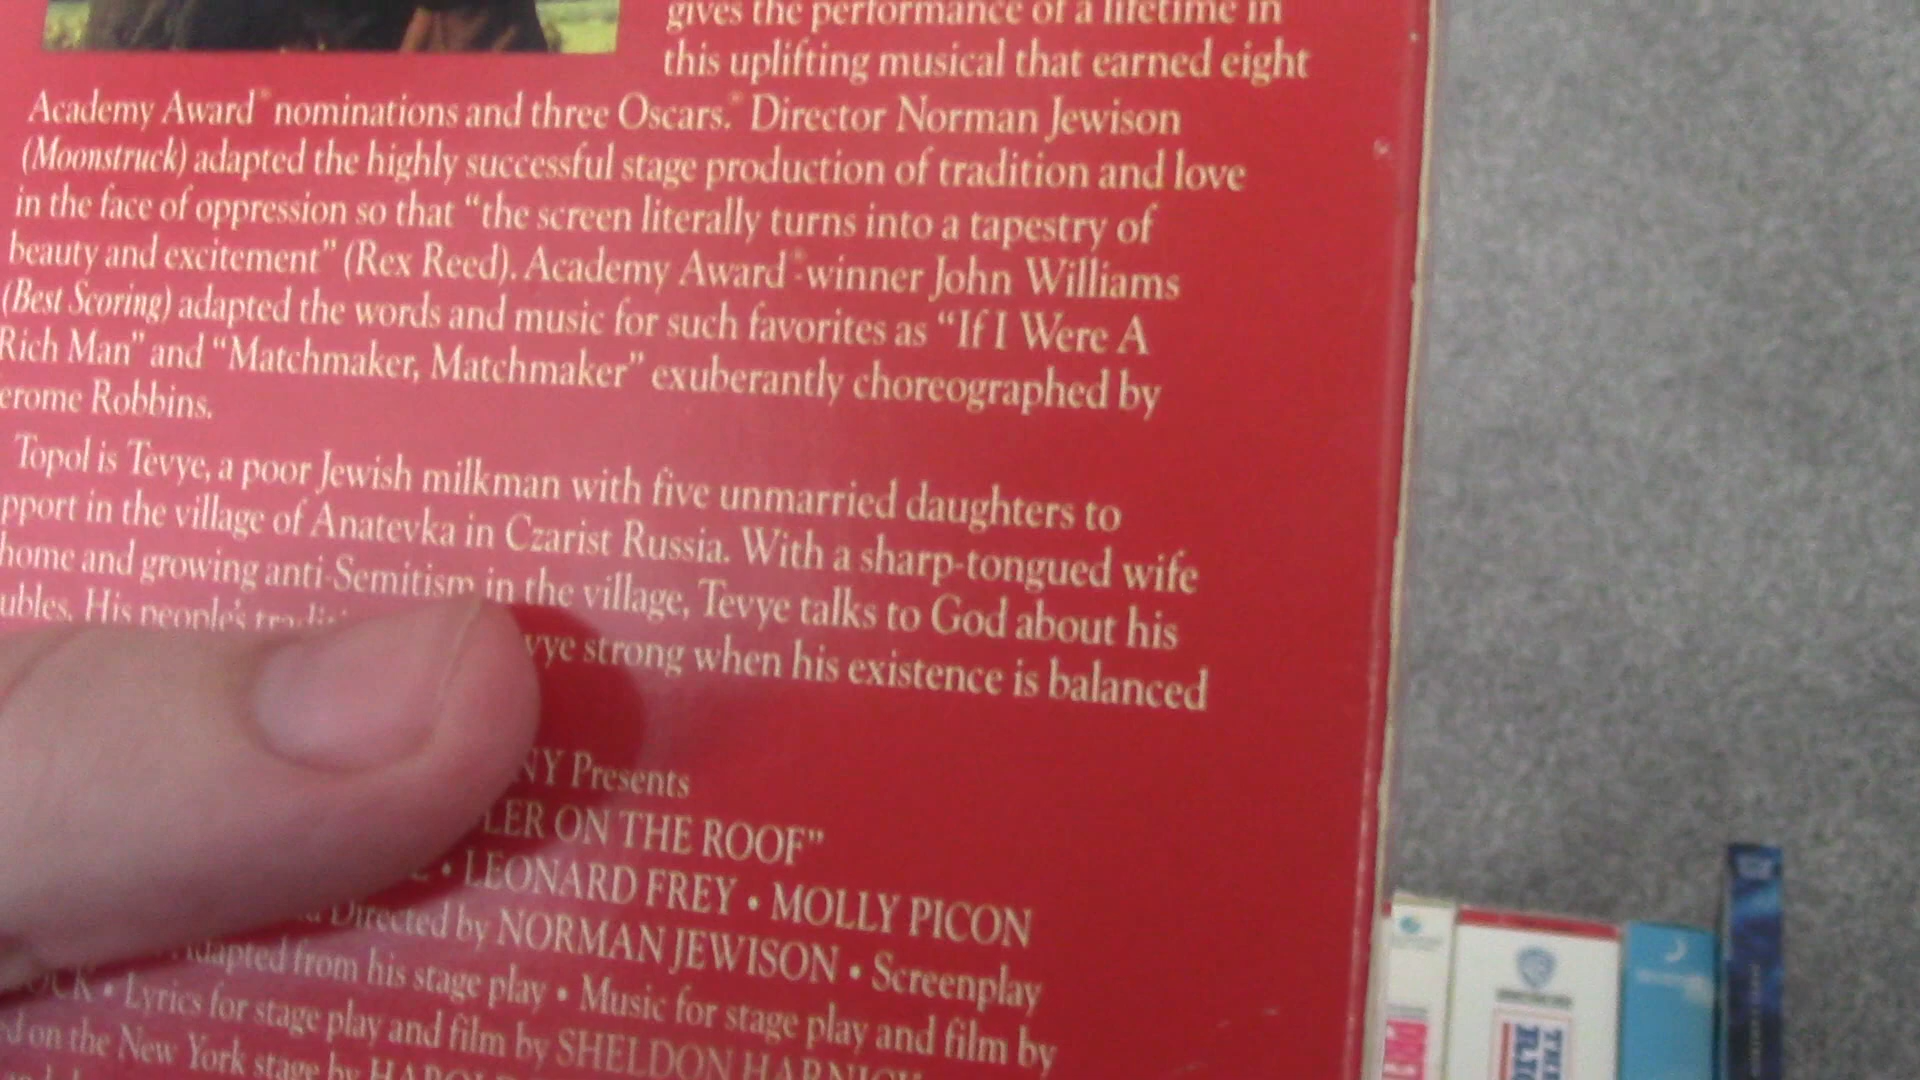 gives the performance of a lifetime in
this uplifting musical that earned eight
Academy Award® nominations and three Oscars.® Director Norman Jewison
(Moonstruck) adapted the highly successful stage production of tradition and love
in the face of oppression so that “the screen literally turns into a tapestry of
beauty and excitement” (Rex Reed). Academy Award®-winner John Williams
(Best Scoring) adapted the words and music for such favorites as “If I Were A
Rich Man” and “Matchmaker, Matchmaker” exuberantly choreographed by
erome Robbins.
Topol is Tevye, a poor Jewish milkman with five unmarried daughters to
pport in the village of Anatevka in Czarist Russia. With a sharp-tongued wife
home and growing anti-Semitism in the village, Tevye talks to God about his
ubles. His people's vye strong when his existence is balanced
NY Presents
LER ON THE ROOF”
• LEONARD FREY • MOLLY PICON
Directed by NORMAN JEWISON • Screenplay
adapted from his stage play • Music for stage play and film by
OCK • Lyrics for stage play and film by SHELDON HARNICK
ed on the New York stage by